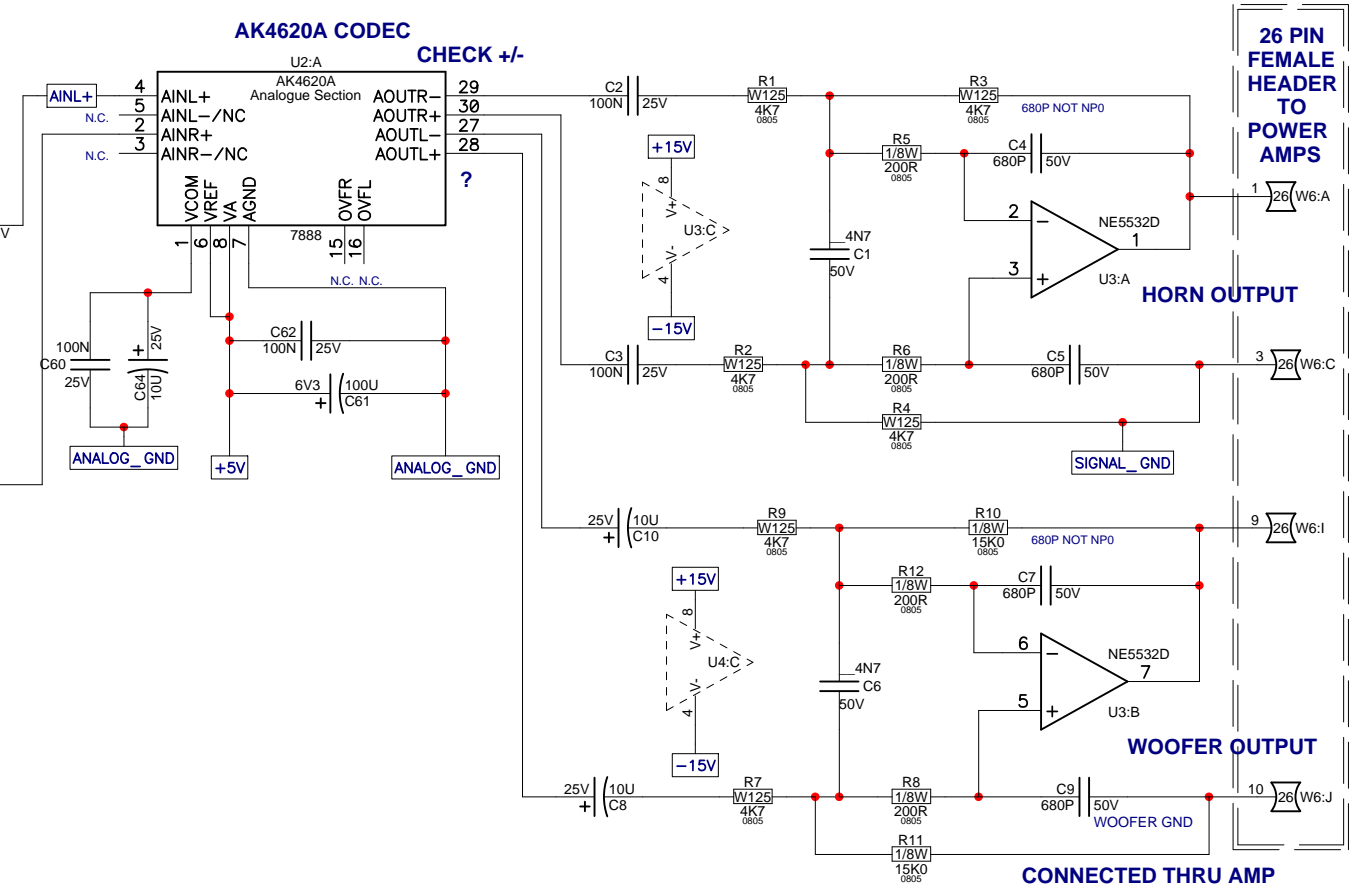 AK4620A CODEC
CHECK +/-
26 PIN
FEMALE
HEADER
TO
POWER
AMPS
U2:A
AK4620A
Analogue Section
AINL+
4
AINL+
5
AINL-/NC
N.C.
2
AINR+
3
AINR-/NC
N.C.
AOUTR-
29
AOUTR+
30
AOUTL-
27
AOUTL+
28
?
VCOM
VREF
VA
AGND
OVFR
OVFL
7888
1
6
8
7
15
16
N.C.
N.C.
V
C2
100N
25V
R1
W125
4K7
0805
R3
W125
4K7
0805
680P NOT NP0
R5
1/8W
200R
0805
C4
680P
50V
+15V
8
V+
U3:C
V-
4
-15V
4N7
C1
50V
2
3
NE5532D
1
U3:A
1
26
W6:A
HORN OUTPUT
C3
100N
25V
R2
W125
4K7
0805
R6
1/8W
200R
0805
C5
680P
50V
R4
W125
4K7
0805
3
26
W6:C
SIGNAL_GND
100N
C60
25V
+
25V
C64
10U
C62
100N
25V
6V3
+
100U
C61
ANALOG_GND
+5V
ANALOG_GND
25V
+
10U
C10
R9
W125
4K7
0805
R10
1/8W
15K0
0805
680P NOT NP0
9
26
W6:I
R12
1/8W
200R
0805
C7
680P
50V
+15V
8
V+
U4:C
V-
4
-15V
4N7
C6
50V
6
5
NE5532D
7
U3:B
WOOFER OUTPUT
25V
+
10U
C8
R7
W125
4K7
0805
R8
1/8W
200R
0805
C9
680P
50V
WOOFER GND
10
26
W6:J
R11
1/8W
15K0
0805
CONNECTED THRU AMP